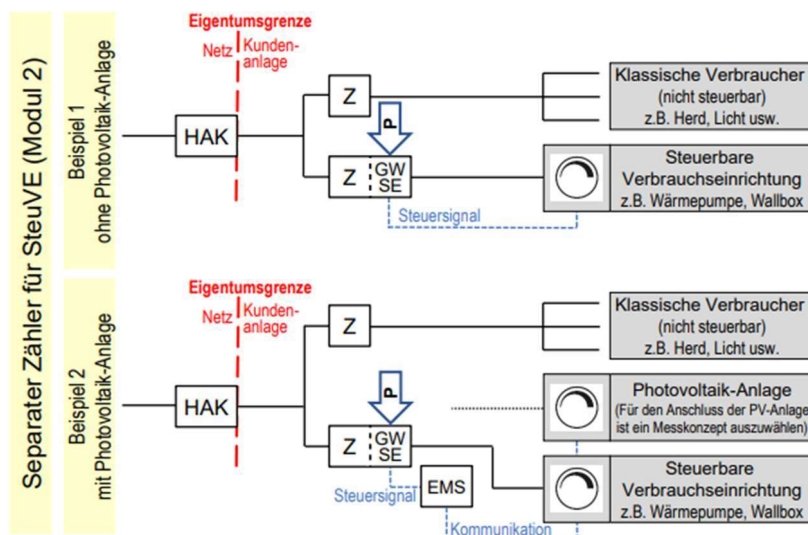 Separater Zähler für SteuVE (Modul 2)
Beispiel 1
ohne Photovoltaik-Anlage
Eigentumsgrenze
Netz
Kunden-
anlage
HAK
Z
P
Z
GW
SE
Steuersignal
Klassische Verbraucher
(nicht steuerbar)
z.B. Herd, Licht usw.
Steuerbare
Verbrauchseinrichtung
z.B. Wärmepumpe, Wallbox
Beispiel 2
mit Photovoltaik-Anlage
Eigentumsgrenze
Netz
Kunden-
anlage
HAK
Z
P
Z
GW
SE
Steuersignal
EMS
Kommunikation
Klassische Verbraucher
(nicht steuerbar)
z.B. Herd, Licht usw.
Photovoltaik-Anlage
(Für den Anschluss der PV-Anlage
ist ein Messkonzept auszuwählen)
Steuerbare
Verbrauchseinrichtung
z.B. Wärmepumpe, Wallbox